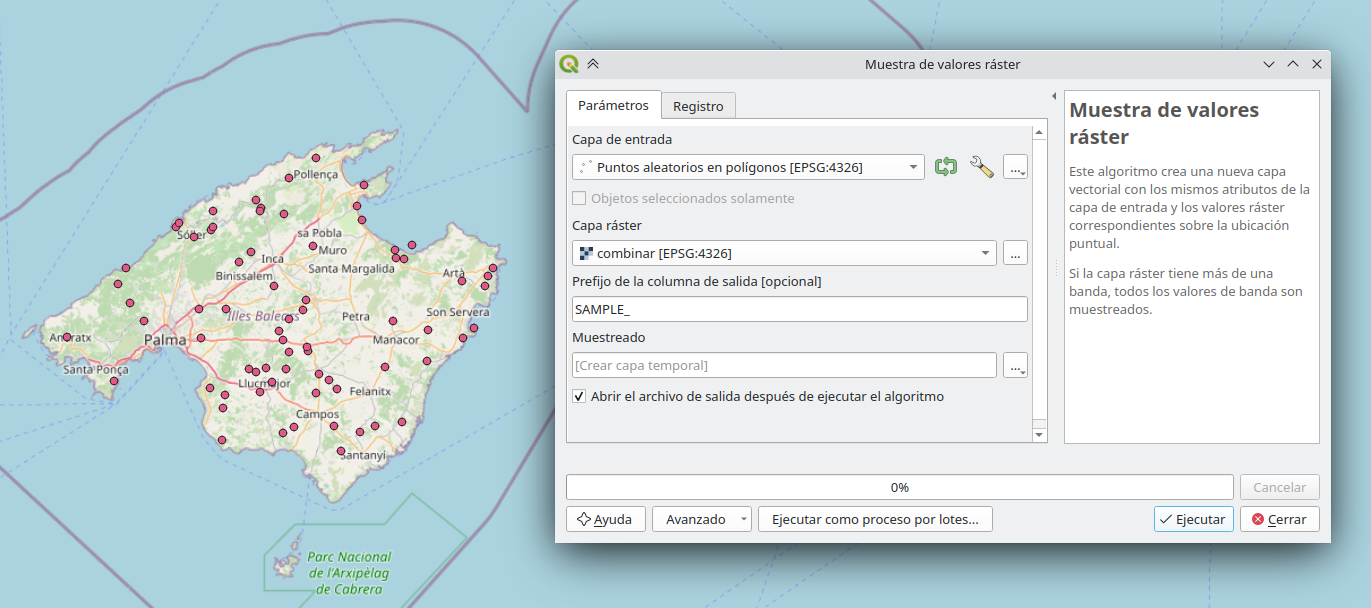 Muestra de valores ráster
Parámetros
Registro
Capa de entrada
Puntos aleatorios en polígonos [EPSG:4326]
...
Objetos seleccionados solamente
Capa ráster
combinar [EPSG:4326]
...
Prefijo de la columna de salida [opcional]
SAMPLE_
Muestreado
[Crear capa temporal]
...
Abrir el archivo de salida después de ejecutar el algoritmo
Muestra de valores
ráster
Este algoritmo crea una nueva capa
vectorial con los mismos atributos de la
capa de entrada y los valores ráster
correspondientes sobre la ubicación
puntual.
Si la capa ráster tiene más de una
banda, todos los valores de banda son
muestreados.
0%
Cancelar
Ayuda
Avanzado
Ejecutar como proceso por lotes...
Ejecutar
Cerrar
Pollença
Sóller
sa Pobla
Inca
Muro
Binissalem
Santa Margalida
Artà
Illes Balears
Petra
Son Servera
Palma
Manacor
Santa Ponça
Llucmajor
Felanitx
Campos
Santanyí
Parc Nacional
de l'Arxipèlag
de Cabrera